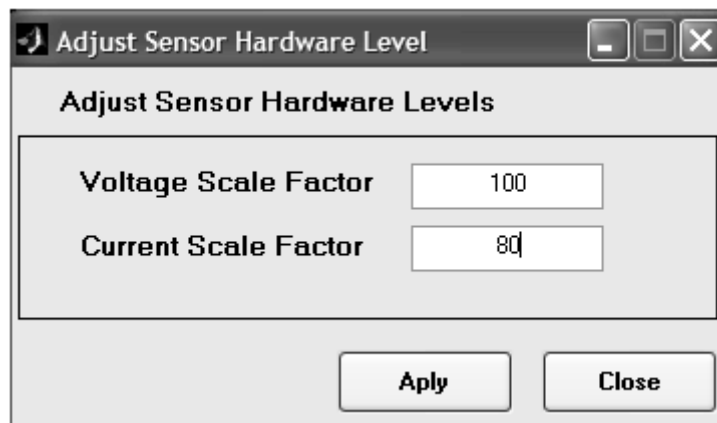 Adjust Sensor Hardware Level
Adjust Sensor Hardware Levels
Voltage Scale Factor 100
Current Scale Factor 80
Aply Close